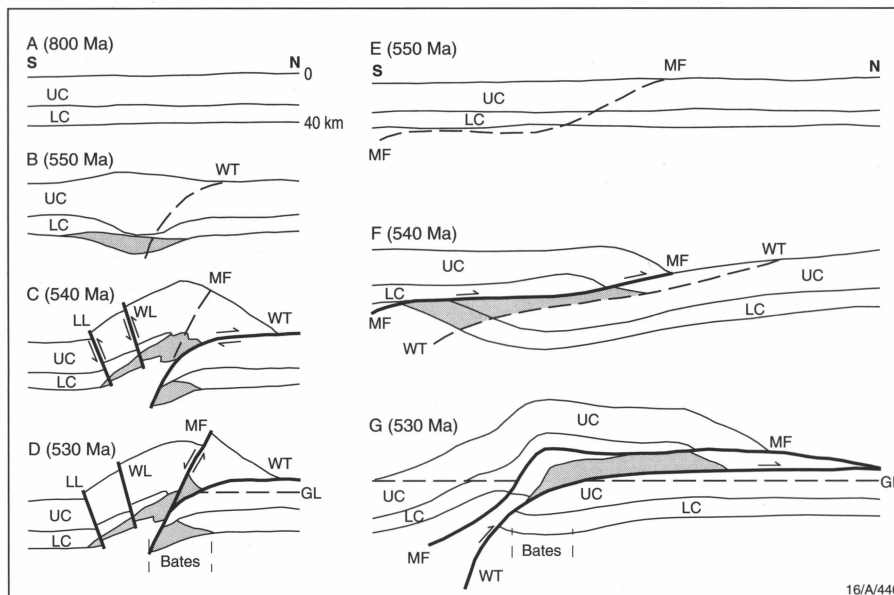 A (800 Ma)
S N
0
UC
LC
40 km
B (550 Ma)
WT
UC
LC
C (540 Ma)
MF
LL WL
WT
UC
LC
D (530 Ma)
MF
LL WL
WT
GL
UC
LC
Bates
E (550 Ma)
S MF N
UC
LC
MF
F (540 Ma)
WT
MF
UC
UC
LC
MF
WT
G (530 Ma)
UC
MF
GL
UC UC
LC LC
MF
WT
Bates
16/A/446